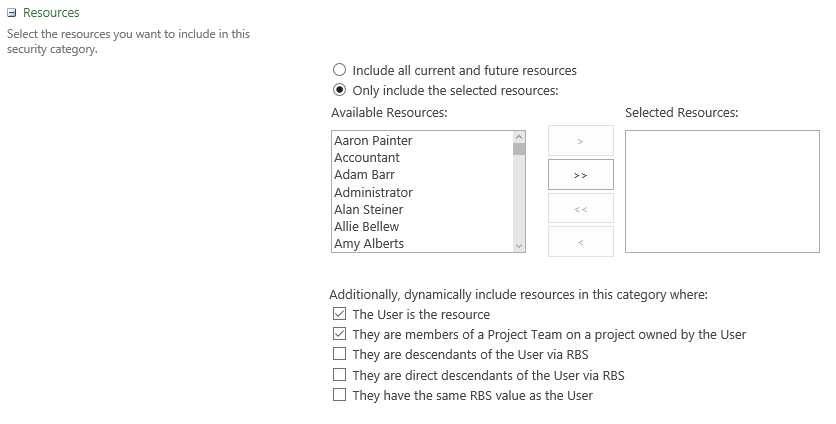 Resources
Select the resources you want to include in this
security category.
Include all current and future resources
Only include the selected resources:
Available Resources:
Selected Resources:
Aaron Painter
Accountant
Adam Barr
Administrator
Alan Steiner
Allie Bellew
Amy Alberts
>
>>
<<
<
Additionally, dynamically include resources in this category where:
The User is the resource
They are members of a Project Team on a project owned by the User
They are descendants of the User via RBS
They are direct descendants of the User via RBS
They have the same RBS value as the User